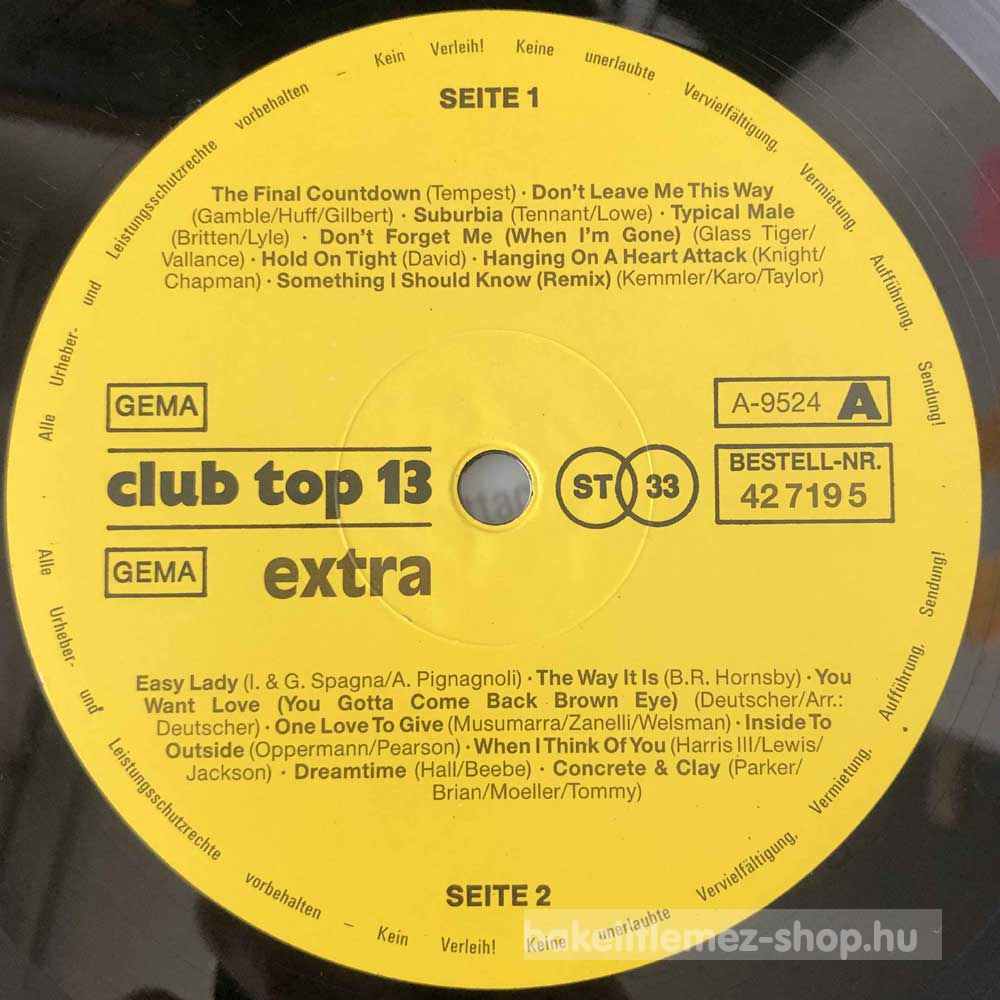 Alle Urheber- und Leistungsschutzrechte vorbehalten – Kein Verleih! Keine unerlaubte Vervielfältigung, Vermietung, Aufführung, Sendung!
SEITE 1
The Final Countdown (Tempest) · Don't Leave Me This Way
(Gamble/Huff/Gilbert) · Suburbia (Tennant/Lowe) · Typical Male
(Britten/Lyle) · Don't Forget Me (When I'm Gone) (Glass Tiger/
Vallance) · Hold On Tight (David) · Hanging On A Heart Attack (Knight/
Chapman) · Something I Should Know (Remix) (Kemmler/Karo/Taylor)
GEMA
A-9524 A
club top 13
ST 33
BESTELL-NR.
42 719 5
GEMA
extra
Easy Lady (I. & G. Spagna/A. Pignagnoli) · The Way It Is (B.R. Hornsby) · You
Want Love (You Gotta Come Back Brown Eye) (Deutscher/Arr.:
Deutscher) · One Love To Give (Musumarra/Zanelli/Welsman) · Inside To
Outside (Oppermann/Pearson) · When I Think Of You (Harris III/Lewis/
Jackson) · Dreamtime (Hall/Beebe) · Concrete & Clay (Parker/
Brian/Moeller/Tommy)
SEITE 2
Alle Urheber- und Leistungsschutzrechte vorbehalten – Kein Verleih! Keine unerlaubte Vervielfältigung, Vermietung, Aufführung, Sendung!
bakelitlemez-shop.hu